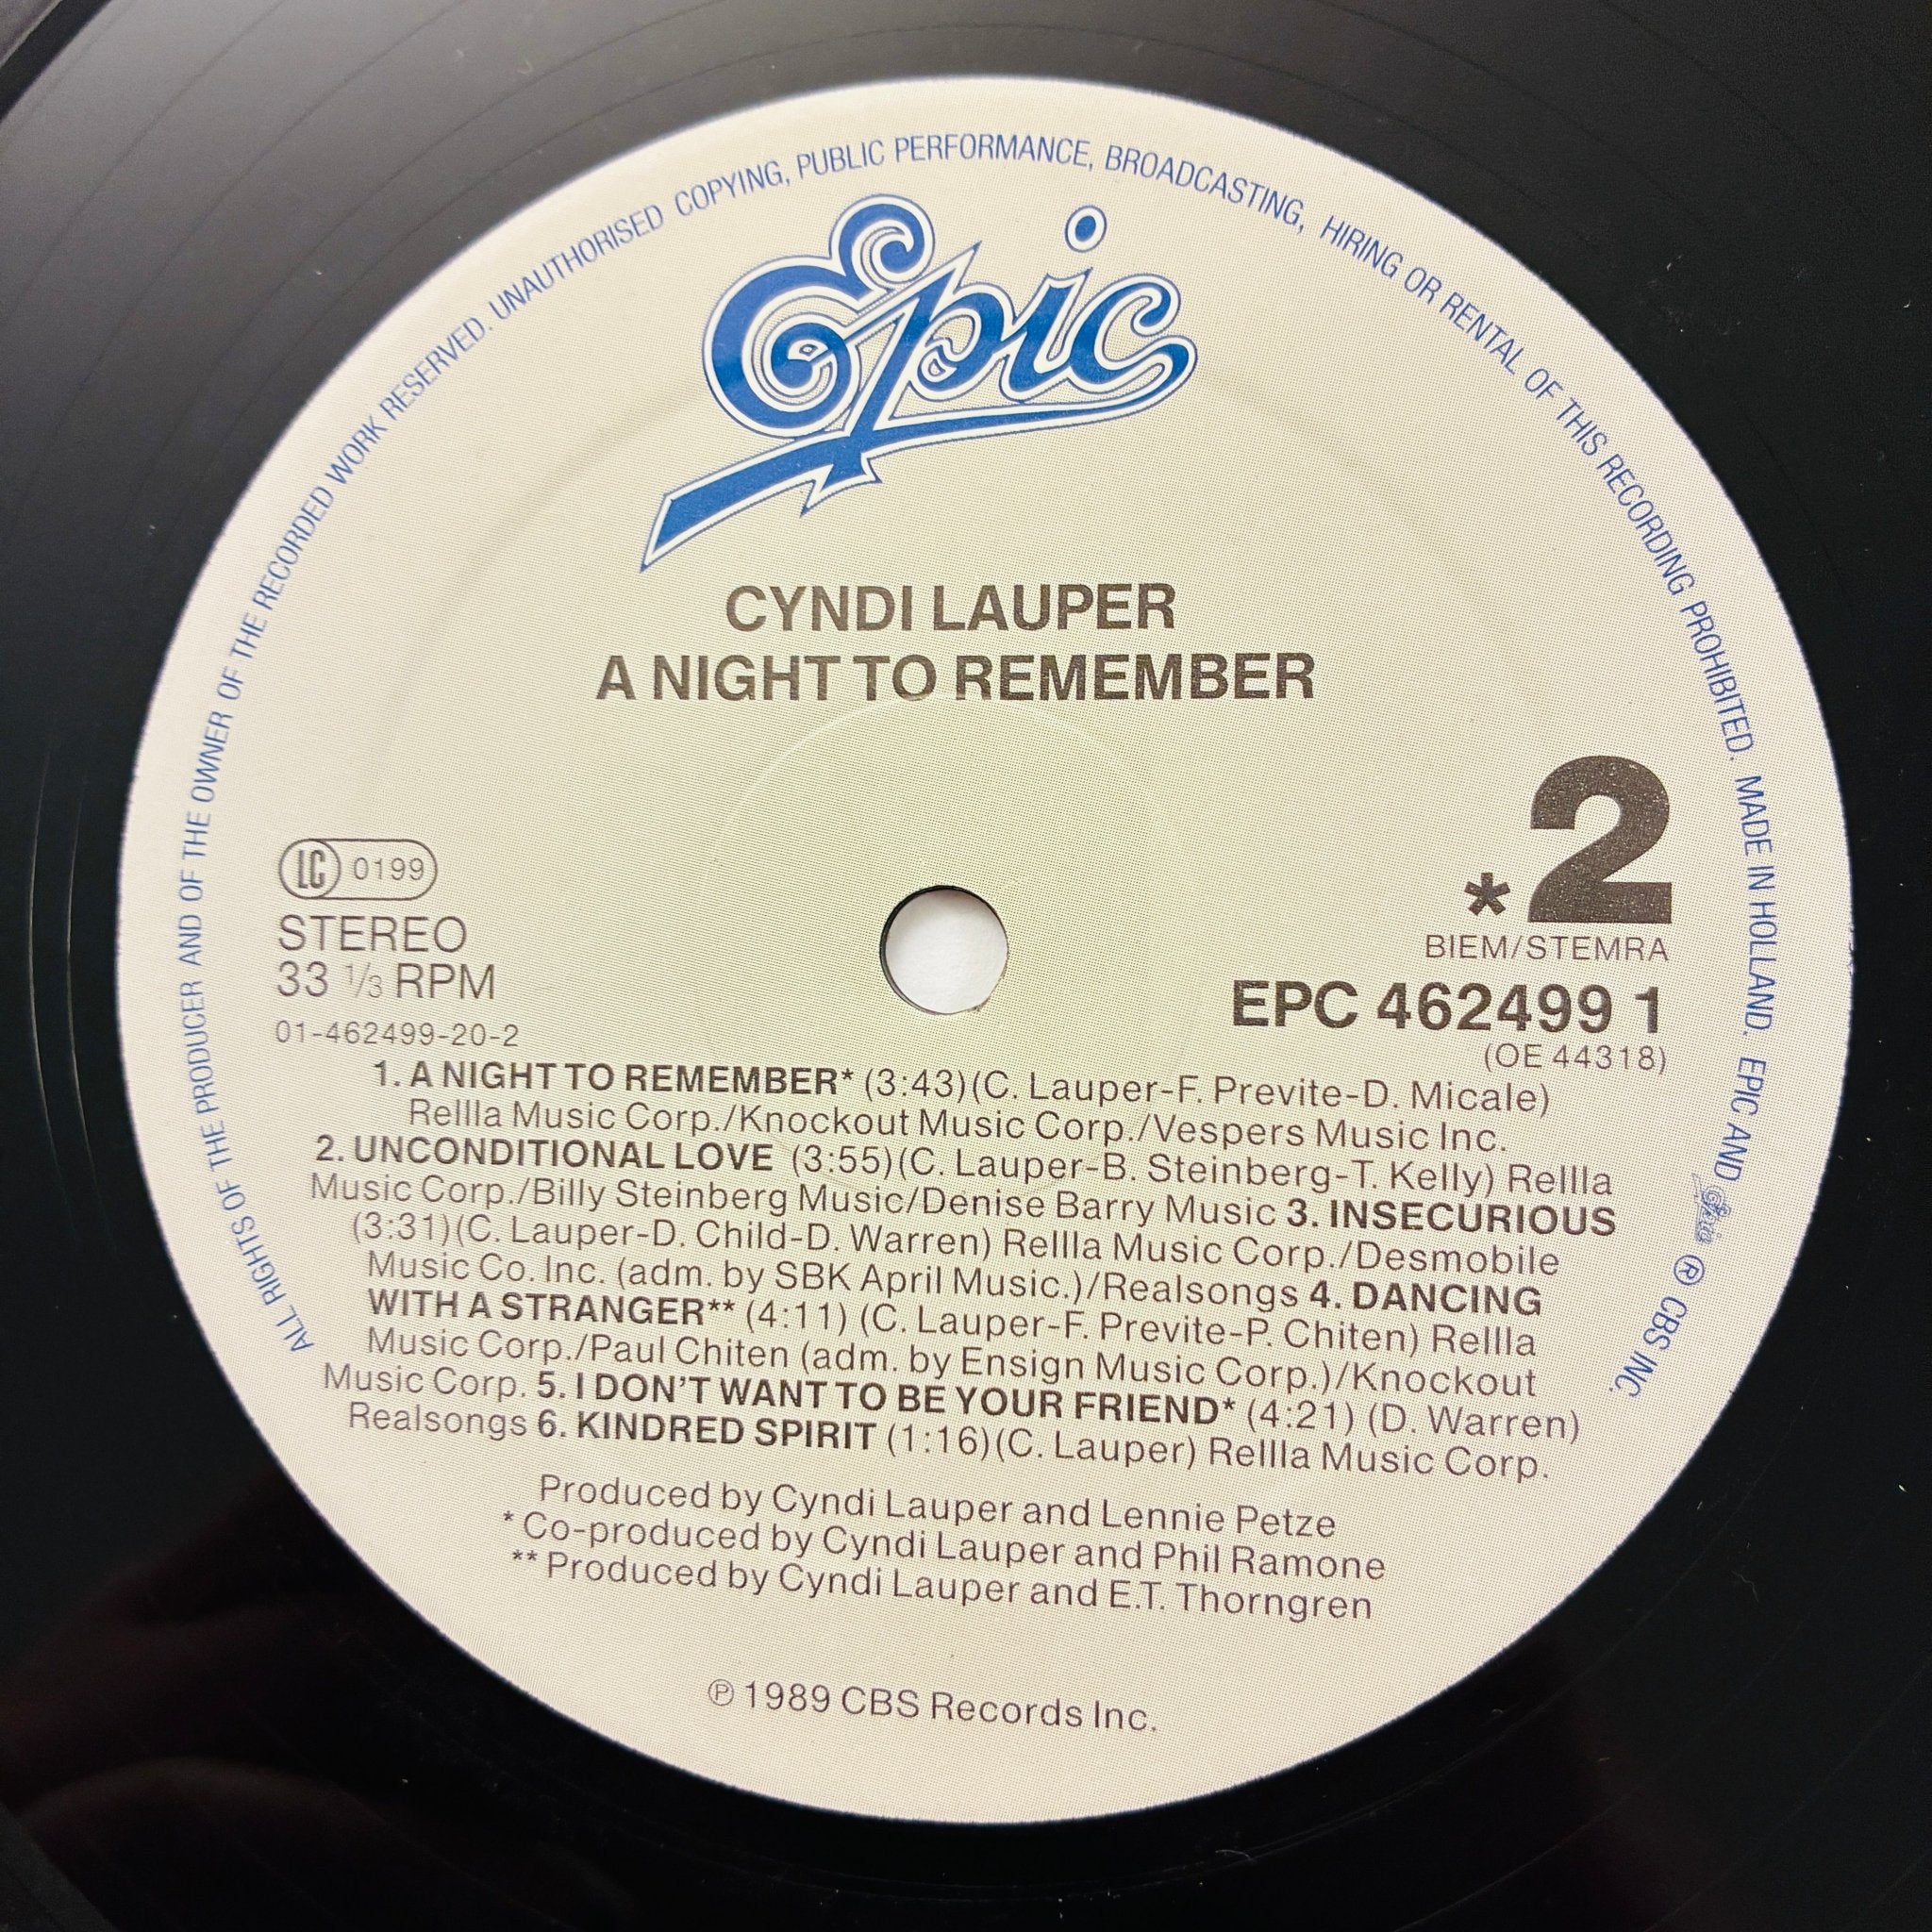 ALL RIGHTS OF THE PRODUCER AND OF THE OWNER OF THE RECORDED WORK RESERVED. UNAUTHORISED COPYING, PUBLIC PERFORMANCE, BROADCASTING, HIRING OR RENTAL OF THIS RECORDING PROHIBITED. MADE IN HOLLAND. EPIC AND Epic ® CBS INC.
Epic
CYNDI LAUPER
A NIGHT TO REMEMBER
LC 0199
STEREO
33 1/3 RPM
01-462499-20-2
*2
BIEM/STEMRA
EPC 462499 1
(OE 44318)
1. A NIGHT TO REMEMBER* (3:43)(C. Lauper-F. Previte-D. Micale)
Rellla Music Corp./Knockout Music Corp./Vespers Music Inc.
2. UNCONDITIONAL LOVE (3:55)(C. Lauper-B. Steinberg-T. Kelly) Rellla
Music Corp./Billy Steinberg Music/Denise Barry Music 3. INSECURIOUS
(3:31)(C. Lauper-D. Child-D. Warren) Rellla Music Corp./Desmobile
Music Co. Inc. (adm. by SBK April Music.)/Realsongs 4. DANCING
WITH A STRANGER** (4:11) (C. Lauper-F. Previte-P. Chiten) Rellla
Music Corp./Paul Chiten (adm. by Ensign Music Corp.)/Knockout
Music Corp. 5. I DON'T WANT TO BE YOUR FRIEND* (4:21) (D. Warren)
Realsongs 6. KINDRED SPIRIT (1:16)(C. Lauper) Rellla Music Corp.
Produced by Cyndi Lauper and Lennie Petze
* Co-produced by Cyndi Lauper and Phil Ramone
** Produced by Cyndi Lauper and E.T. Thorngren
℗ 1989 CBS Records Inc.